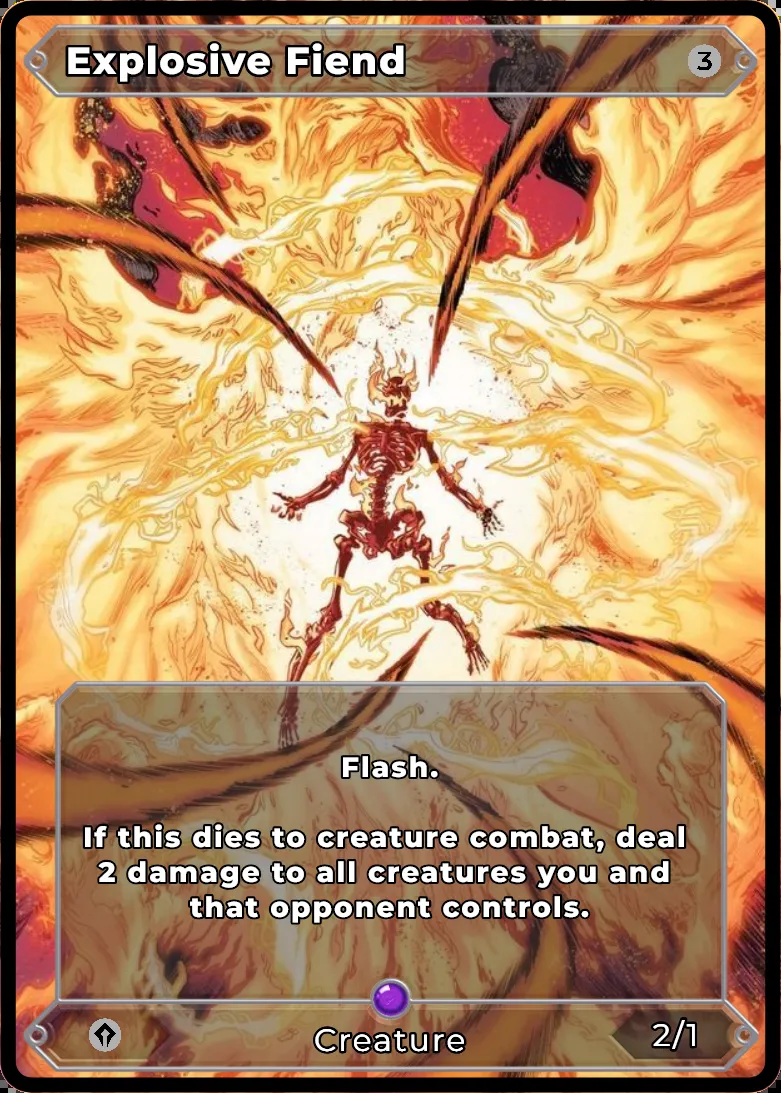 Explosive Fiend
3
Flash.
If this dies to creature combat, deal
2 damage to all creatures you and
that opponent controls.
Creature
2/1